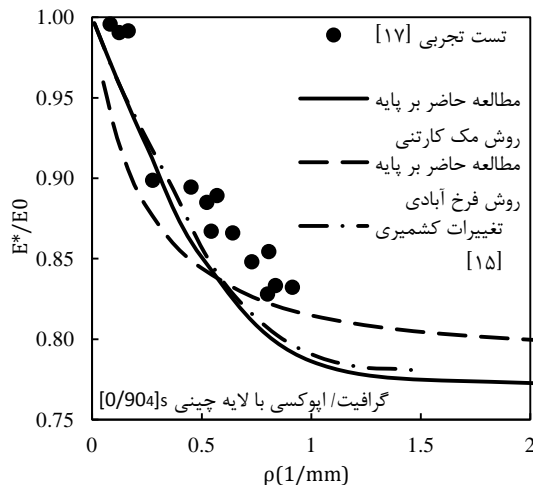 1.00
0.95
0.90
0.85
0.80
0.75
E*/E0
0
0.5
1
1.5
2
ρ(1/mm)
تست تجربی [۱۷]
مطالعه حاضر بر پایه
روش مک کارتنی
مطالعه حاضر بر پایه
روش فرخ آبادی
تغییرات کشمیری
[۱۵]
گرافیت/ اپوکسی با لایه چینی [0/90₄]s